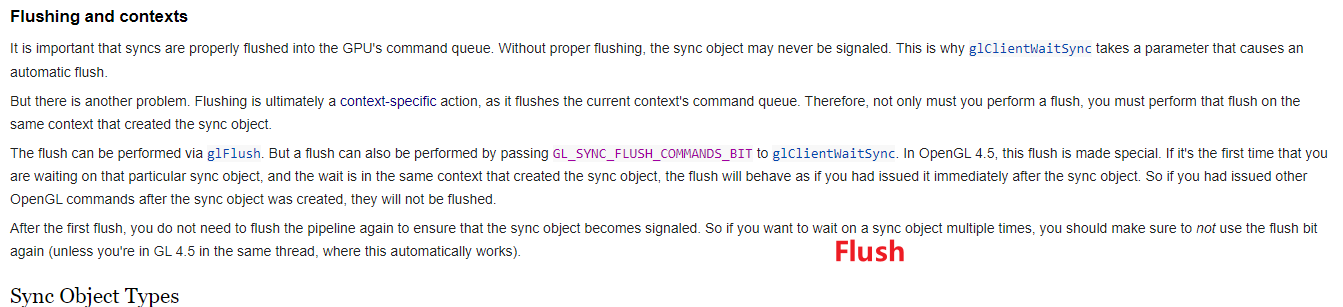 Flushing and contexts
It is important that syncs are properly flushed into the GPU's command queue. Without proper flushing, the sync object may never be signaled. This is why glClientWaitSync takes a parameter that causes an
automatic flush.
But there is another problem. Flushing is ultimately a context-specific action, as it flushes the current context's command queue. Therefore, not only must you perform a flush, you must perform that flush on the
same context that created the sync object.
The flush can be performed via glFlush. But a flush can also be performed by passing GL_SYNC_FLUSH_COMMANDS_BIT to glClientWaitSync. In OpenGL 4.5, this flush is made special. If it's the first time that you
are waiting on that particular sync object, and the wait is in the same context that created the sync object, the flush will behave as if you had issued it immediately after the sync object. So if you had issued other
OpenGL commands after the sync object was created, they will not be flushed.
After the first flush, you do not need to flush the pipeline again to ensure that the sync object becomes signaled. So if you want to wait on a sync object multiple times, you should make sure to not use the flush bit
again (unless you're in GL 4.5 in the same thread, where this automatically works).
Flush
Sync Object Types